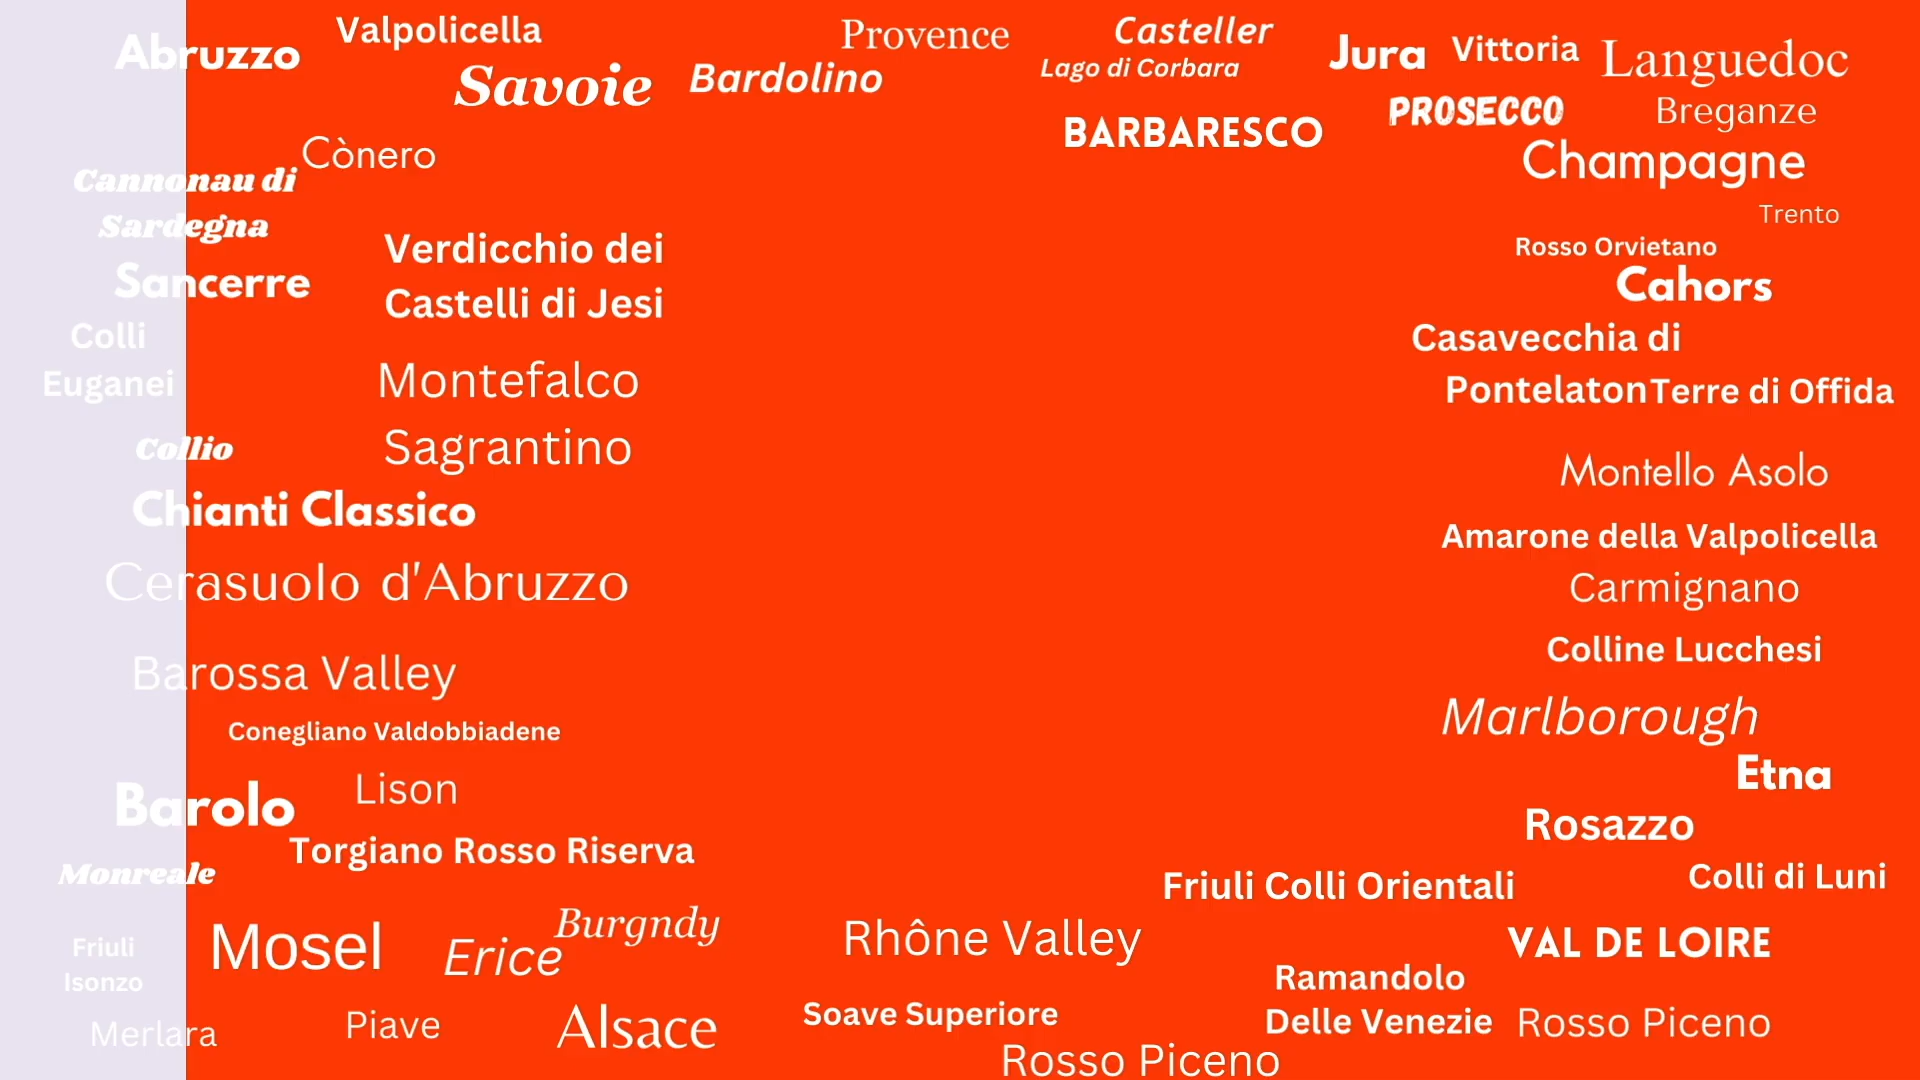 Abruzzo
Valpolicella
Savoie
Bardolino
Provence
Casteller
Lago di Corbara
BARBARESCO
Jura
Vittoria
Languedoc
PROSECCO
Breganze
Champagne
Trento
Rosso Orvietano
Cahors
Casavecchia di
Pontelaton
Terre di Offida
Cònero
Cannonau di
Sardegna
Sancerre
Verdicchio dei
Castelli di Jesi
Colli
Euganei
Montefalco
Sagrantino
Collio
Chianti Classico
Cerasuolo d'Abruzzo
Montello Asolo
Amarone della Valpolicella
Carmignano
Colline Lucchesi
Barossa Valley
Marlborough
Conegliano Valdobbiadene
Etna
Lison
Barolo
Rosazzo
Torgiano Rosso Riserva
Monreale
Friuli Colli Orientali
Colli di Luni
Mosel
Erice
Burgndy
Rhône Valley
VAL DE LOIRE
Friuli
Isonzo
Ramandolo
Merlara
Piave
Alsace
Soave Superiore
Delle Venezie
Rosso Piceno
Rosso Piceno